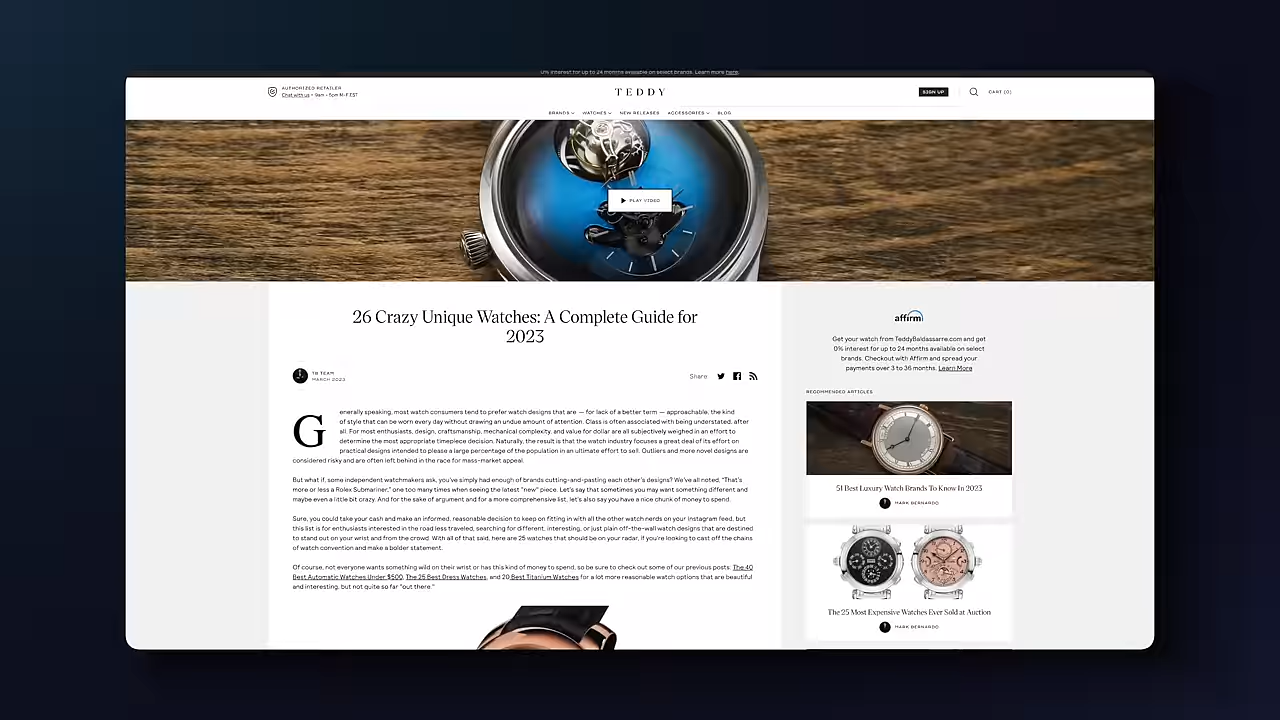 0% interest for up to 24 months available on select brands. Learn more here.
AUTHORIZED RETAILER
Chat with us • 9am - 5pm M-F EST
TEDDY
SIGN UP
CART (0)
BRANDS
WATCHES
NEW RELEASES
ACCESSORIES
BLOG
PLAY VIDEO
26 Crazy Unique Watches: A Complete Guide for
2023
TB TEAM
MARCH 2023
Share:
Generally speaking, most watch consumers tend to prefer watch designs that are — for lack of a better term — approachable, the kind
of style that can be worn every day without drawing an undue amount of attention. Class is often associated with being understated, after
all. For most enthusiasts, design, craftsmanship, mechanical complexity, and value for dollar are all subjectively weighed in an effort to
determine the most appropriate timepiece decision. Naturally, the result is that the watch industry focuses a great deal of its effort on
practical designs intended to please a large percentage of the population in an ultimate effort to sell. Outliers and more novel designs are
considered risky and are often left behind in the race for mass-market appeal.
But what if, some independent watchmakers ask, you've simply had enough of brands cutting-and-pasting each other's designs? We've all noted, "That's
more or less a Rolex Submariner," one too many times when seeing the latest "new" piece. Let's say that sometimes you may want something different and
maybe even a little bit crazy. And for the sake of argument and for a more comprehensive list, let's also say you have a nice chunk of money to spend.
Sure, you could take your cash and make an informed, reasonable decision to keep on fitting in with all the other watch nerds on your Instagram feed, but
this list is for enthusiasts interested in the road less traveled, searching for different, interesting, or just plain off-the-wall watch designs that are destined
to stand out on your wrist and from the crowd. With all of that said, here are 25 watches that should be on your radar, if you're looking to cast off the chains
of watch convention and make a bolder statement.
Of course, not everyone wants something wild on their wrist or has this kind of money to spend, so be sure to check out some of our previous posts: The 40
Best Automatic Watches Under $500, The 25 Best Dress Watches, and 20 Best Titanium Watches for a lot more reasonable watch options that are beautiful
and interesting, but not quite so far "out there."
affirm
Get your watch from TeddyBaldassarre.com and get
0% interest for up to 24 months available on select
brands. Checkout with Affirm and spread your
payments over 3 to 36 months. Learn More
RECOMMENDED ARTICLES
51 Best Luxury Watch Brands To Know In 2023
MARK BERNARDO
The 25 Most Expensive Watches Ever Sold at Auction
MARK BERNARDO